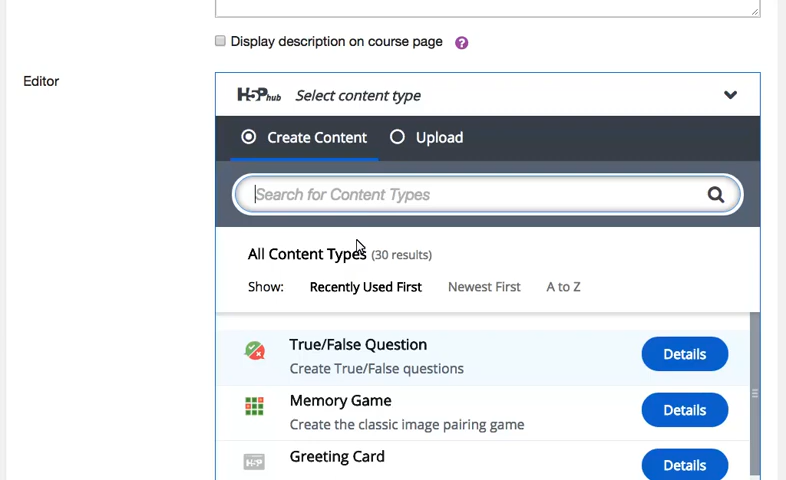 Display description on course page ?
Editor
H5Phub Select content type
Create Content Upload
Search for Content Types
All Content Types (30 results)
Show: Recently Used First Newest First A to Z
True/False Question
Create True/False questions
Details
Memory Game
Create the classic image pairing game
Details
H5P
Greeting Card
Details